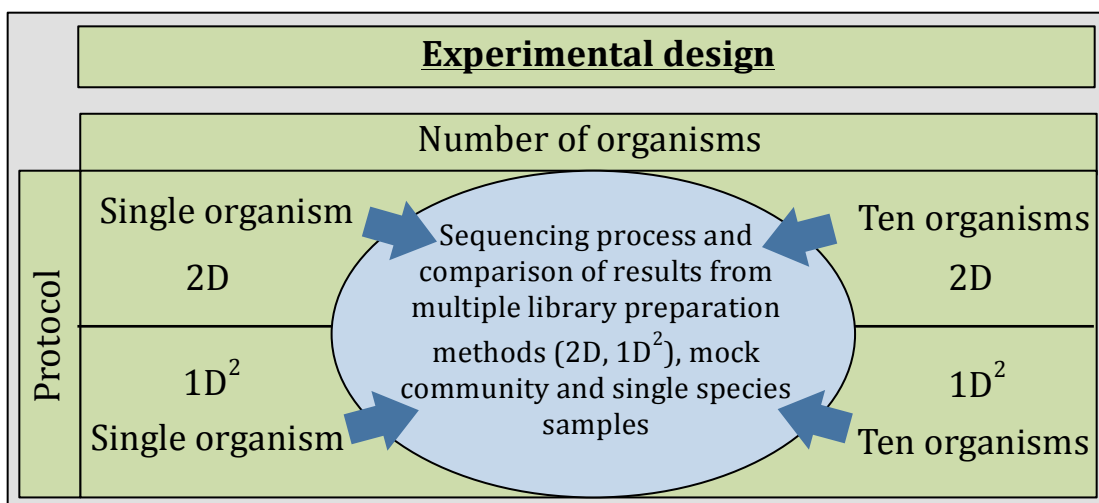 Experimental design
Number of organisms
Protocol
Single organism
2D
Ten organisms
2D
Sequencing process and
comparison of results from
multiple library preparation
methods (2D, 1D²), mock
community and single species
samples
1D²
Single organism
1D²
Ten organisms